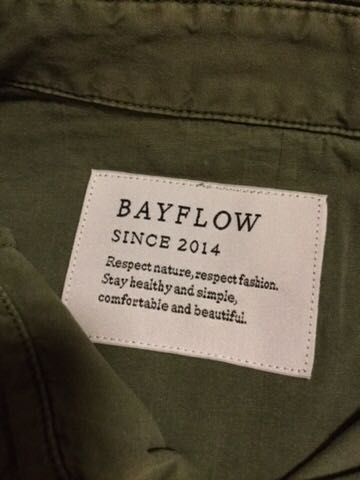 BAYFLOW
SINCE 2014
Respect nature, respect fashion.
Stay healthy and simple,
comfortable and beautiful.